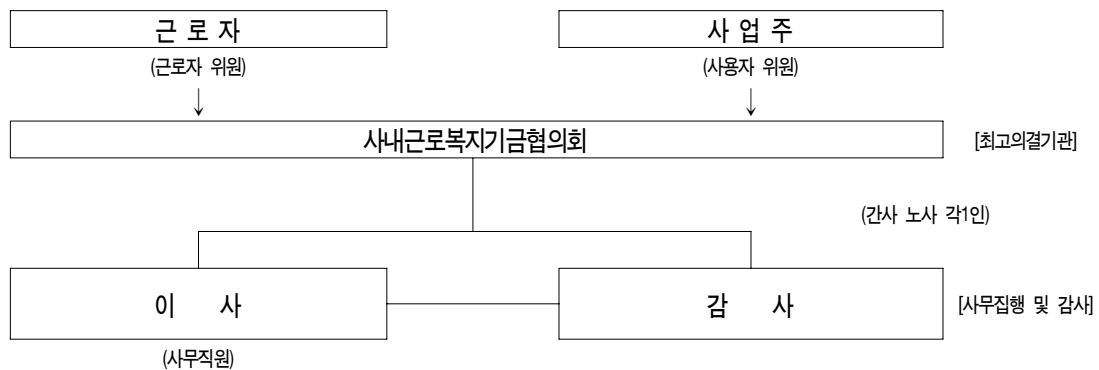 근 로 자
사 업 주
(근로자 위원)
(사용자 위원)
사내근로복지기금협의회
[최고의결기관]
(간사 노사 각1인)
이 사
감 사
[사무집행 및 감사]
(사무직원)